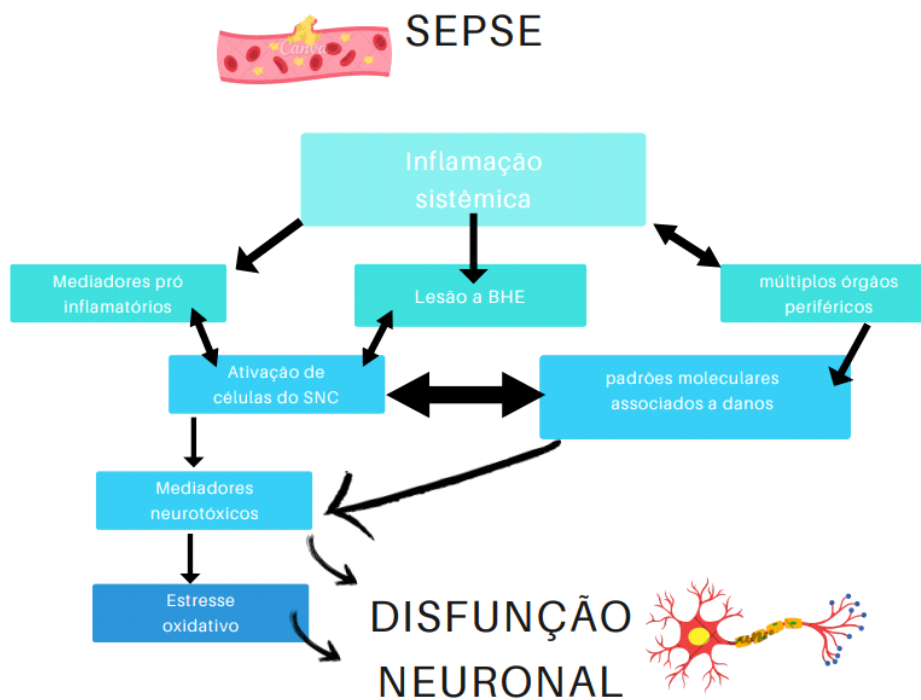 SEPSE
Canva
Inflamação
sistêmica
Mediadores pró
inflamatórios
Lesão a BHE
múltiplos órgãos
periféricos
Ativação de
células do SNC
padrões moleculares
associados a danos
Mediadores
neurotóxicos
Estresse
oxidativo
DISFUNÇÃO
NEURONAL